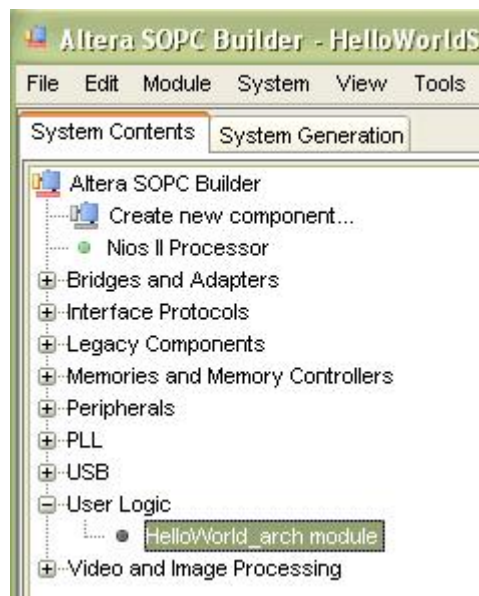 Altera SOPC Builder - HelloWorldS
File Edit Module System View Tools
System Contents System Generation
Altera SOPC Builder
Create new component...
Nios II Processor
Bridges and Adapters
Interface Protocols
Legacy Components
Memories and Memory Controllers
Peripherals
PLL
USB
User Logic
HelloWorld_arch module
Video and Image Processing